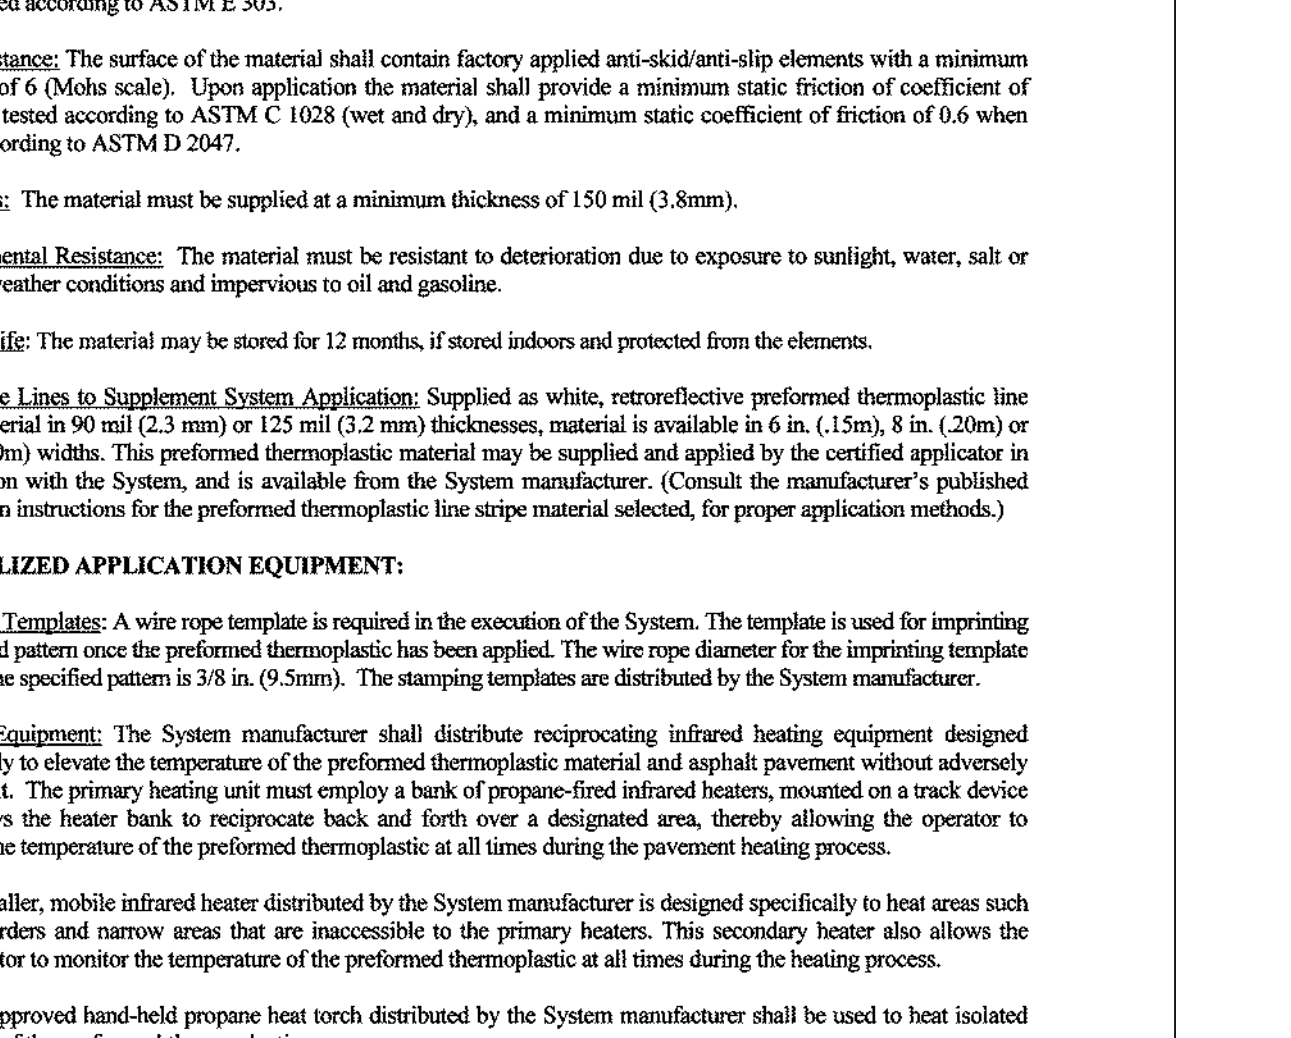 ed according to ASTM E 303.
stance: The surface of the material shall contain factory applied anti-skid/anti-slip elements with a minimum
of 6 (Mohs scale). Upon application the material shall provide a minimum static friction of coefficient of
tested according to ASTM C 1028 (wet and dry), and a minimum static coefficient of friction of 0.6 when
ording to ASTM D 2047.
s: The material must be supplied at a minimum thickness of 150 mil (3.8mm).
ental Resistance: The material must be resistant to deterioration due to exposure to sunlight, water, salt or
eather conditions and impervious to oil and gasoline.
ife: The material may be stored for 12 months, if stored indoors and protected from the elements.
e Lines to Supplement System Application: Supplied as white, retroreflective preformed thermoplastic line
erial in 90 mil (2.3 mm) or 125 mil (3.2 mm) thicknesses, material is available in 6 in. (.15m), 8 in. (.20m) or
0m) widths. This preformed thermoplastic material may be supplied and applied by the certified applicator in
on with the System, and is available from the System manufacturer. (Consult the manufacturer's published
n instructions for the preformed thermoplastic line stripe material selected, for proper application methods.)
LIZED APPLICATION EQUIPMENT:
Templates: A wire rope template is required in the execution of the System. The template is used for imprinting
d pattern once the preformed thermoplastic has been applied. The wire rope diameter for the imprinting template
e specified pattern is 3/8 in. (9.5mm). The stamping templates are distributed by the System manufacturer.
Equipment: The System manufacturer shall distribute reciprocating infrared heating equipment designed
ly to elevate the temperature of the preformed thermoplastic material and asphalt pavement without adversely
t. The primary heating unit must employ a bank of propane-fired infrared heaters, mounted on a track device
ys the heater bank to reciprocate back and forth over a designated area, thereby allowing the operator to
he temperature of the preformed thermoplastic at all times during the pavement heating process.
aller, mobile infrared heater distributed by the System manufacturer is designed specifically to heat areas such
rders and narrow areas that are inaccessible to the primary heaters. This secondary heater also allows the
tor to monitor the temperature of the preformed thermoplastic at all times during the heating process.
pproved hand-held propane heat torch distributed by the System manufacturer shall be used to heat isolated